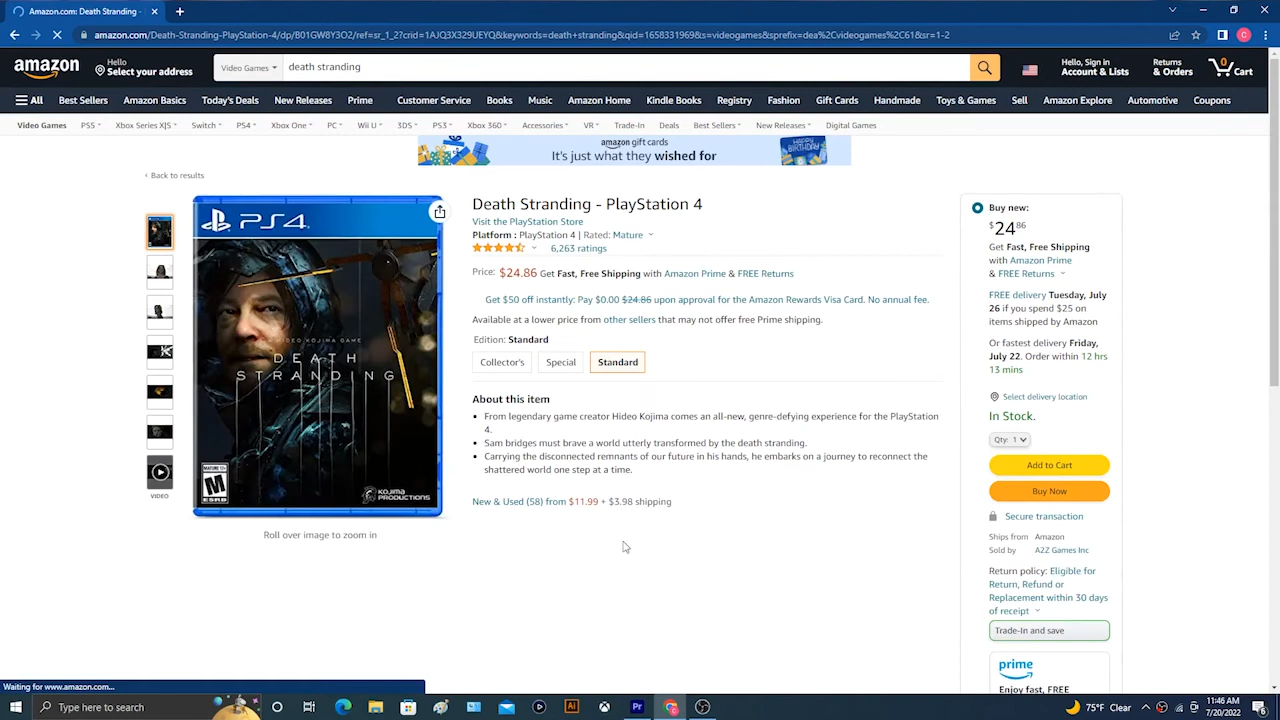 Amazon.com: Death Stranding -
amazon.com/Death-Stranding-PlayStation-4/dp/B01GW8Y3O2/ref=sr_1_2?crid=1AJQ3X329UEYQ&keywords=death+stranding&qid=1658331969&s=videogames&sprefix=dea%2Cvideogames%2C61&sr=1-2
amazon
Hello
Select your address
Video Games
death stranding
Hello, Sign in
Account & Lists
Returns
& Orders
0
Cart
All
Best Sellers
Amazon Basics
Today's Deals
New Releases
Prime
Customer Service
Books
Music
Amazon Home
Kindle Books
Registry
Fashion
Gift Cards
Handmade
Toys & Games
Sell
Amazon Explore
Automotive
Coupons
Video Games
PS5
Xbox Series X|S
Switch
PS4
Xbox One
PC
Wii U
3DS
PS3
Xbox 360
Accessories
VR
Trade-In
Deals
Best Sellers
New Releases
Digital Games
amazon gift cards
It's just what they wished for
HAPPY
BIRTHDAY
‹ Back to results
PS4
A HIDEO KOJIMA GAME
DEATH
STRANDING
MATURE 17+
M
ESRB
KOJIMA
PRODUCTIONS
VIDEO
Roll over image to zoom in
Death Stranding - PlayStation 4
Visit the PlayStation Store
Platform : PlayStation 4 | Rated: Mature
6,263 ratings
Price: $24.86 Get Fast, Free Shipping with Amazon Prime & FREE Returns
Get $50 off instantly: Pay $0.00 $24.86 upon approval for the Amazon Rewards Visa Card. No annual fee.
Available at a lower price from other sellers that may not offer free Prime shipping.
Edition: Standard
Collector's
Special
Standard
About this item
• From legendary game creator Hideo Kojima comes an all-new, genre-defying experience for the PlayStation
4.
• Sam bridges must brave a world utterly transformed by the death stranding.
• Carrying the disconnected remnants of our future in his hands, he embarks on a journey to reconnect the
shattered world one step at a time.
New & Used (58) from $11.99 + $3.98 shipping
Buy new:
$24 86
Get Fast, Free Shipping
with Amazon Prime
& FREE Returns
FREE delivery Tuesday, July
26 if you spend $25 on
items shipped by Amazon
Or fastest delivery Friday,
July 22. Order within 12 hrs
13 mins
Select delivery location
In Stock.
Qty: 1
Add to Cart
Buy Now
Secure transaction
Ships from Amazon
Sold by A2Z Games Inc
Return policy: Eligible for
Return, Refund or
Replacement within 30 days
of receipt
Trade-In and save
prime
Enjoy fast, FREE
Waiting for www.amazon.com...
Type here to search
Ai
Pr
75°F Clear
11:46 AM
7/20/2022